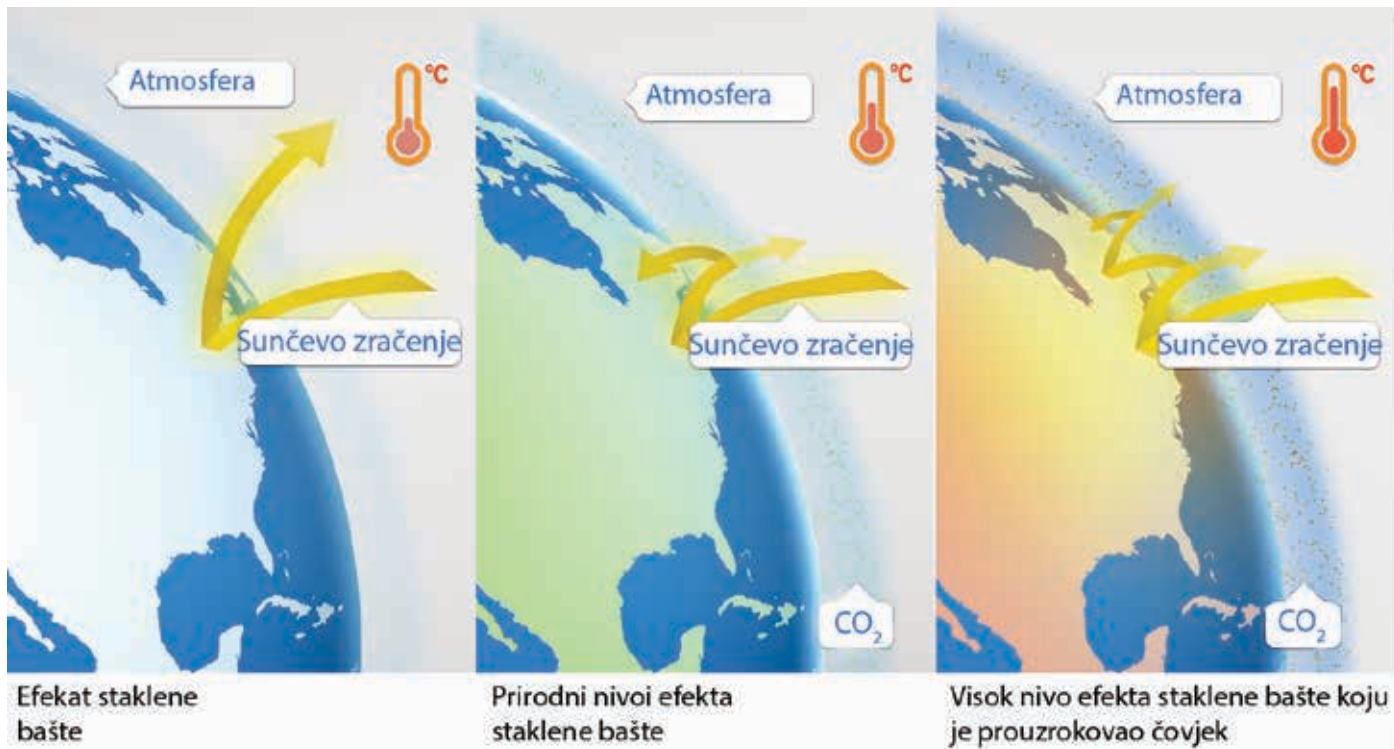 Atmosfera
°C
Sunčevo zračenje
Efekat staklene
bašte
Atmosfera
°C
Sunčevo zračenje
CO₂
Prirodni nivoi efekta
staklene bašte
Atmosfera
°C
Sunčevo zračenje
CO₂
Visok nivo efekta staklene bašte koju
je prouzrokovao čovjek